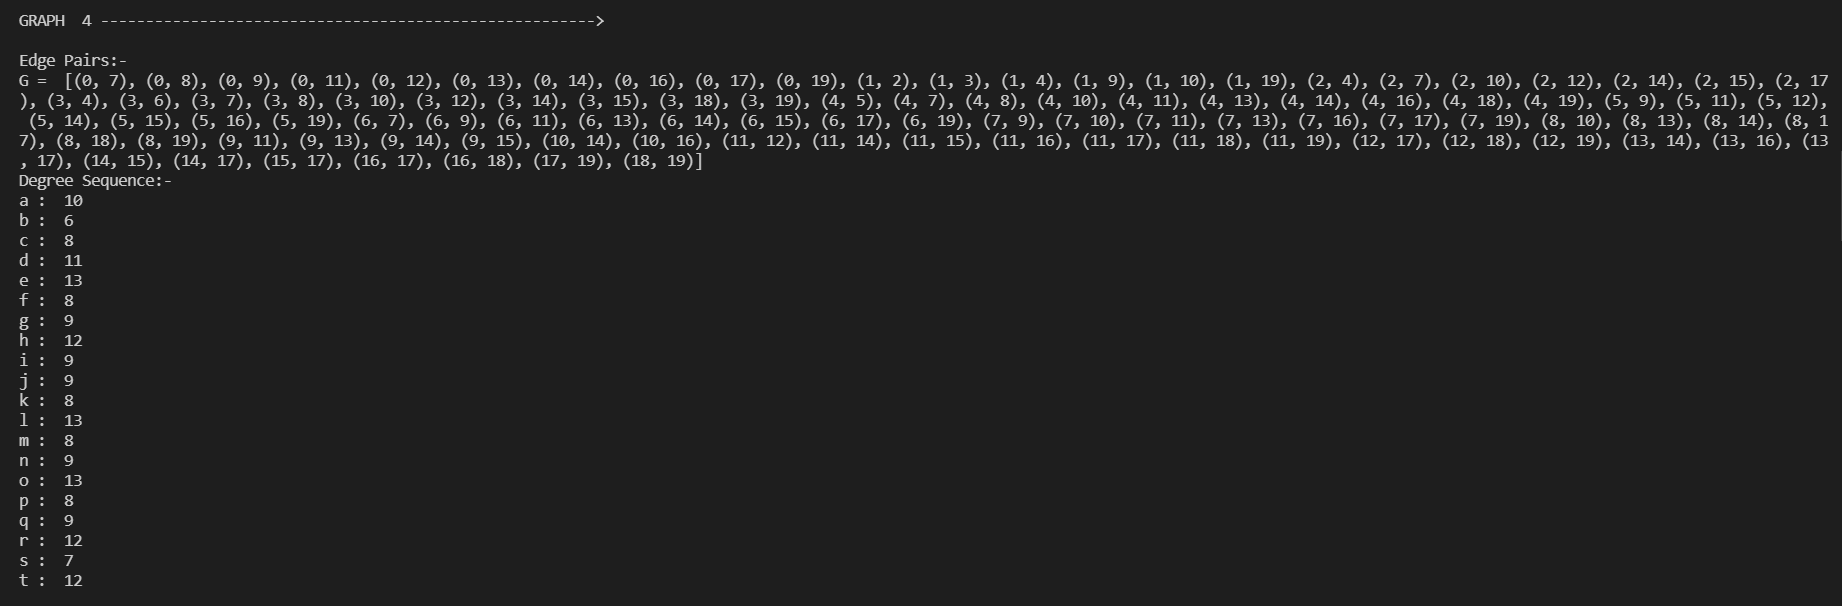 GRAPH  4 ------------------------------------------------------->
Edge Pairs:-
G =  [(0, 7), (0, 8), (0, 9), (0, 11), (0, 12), (0, 13), (0, 14), (0, 16), (0, 17), (0, 19), (1, 2), (1, 3), (1, 4), (1, 9), (1, 10), (1, 19), (2, 4), (2, 7), (2, 10), (2, 12), (2, 14), (2, 15), (2, 17
), (3, 4), (3, 6), (3, 7), (3, 8), (3, 10), (3, 12), (3, 14), (3, 15), (3, 18), (3, 19), (4, 5), (4, 7), (4, 8), (4, 10), (4, 11), (4, 13), (4, 14), (4, 16), (4, 18), (4, 19), (5, 9), (5, 11), (5, 12),
 (5, 14), (5, 15), (5, 16), (5, 19), (6, 7), (6, 9), (6, 11), (6, 13), (6, 14), (6, 15), (6, 17), (6, 19), (7, 9), (7, 10), (7, 11), (7, 13), (7, 16), (7, 17), (7, 19), (8, 10), (8, 13), (8, 14), (8, 1
7), (8, 18), (8, 19), (9, 11), (9, 13), (9, 14), (9, 15), (10, 14), (10, 16), (11, 12), (11, 14), (11, 15), (11, 16), (11, 17), (11, 18), (11, 19), (12, 17), (12, 18), (12, 19), (13, 14), (13, 16), (13
, 17), (14, 15), (14, 17), (15, 17), (16, 17), (16, 18), (17, 19), (18, 19)]
Degree Sequence:-
a :  10
b :  6
c :  8
d :  11
e :  13
f :  8
g :  9
h :  12
i :  9
j :  9
k :  8
l :  13
m :  8
n :  9
o :  13
p :  8
q :  9
r :  12
s :  7
t :  12